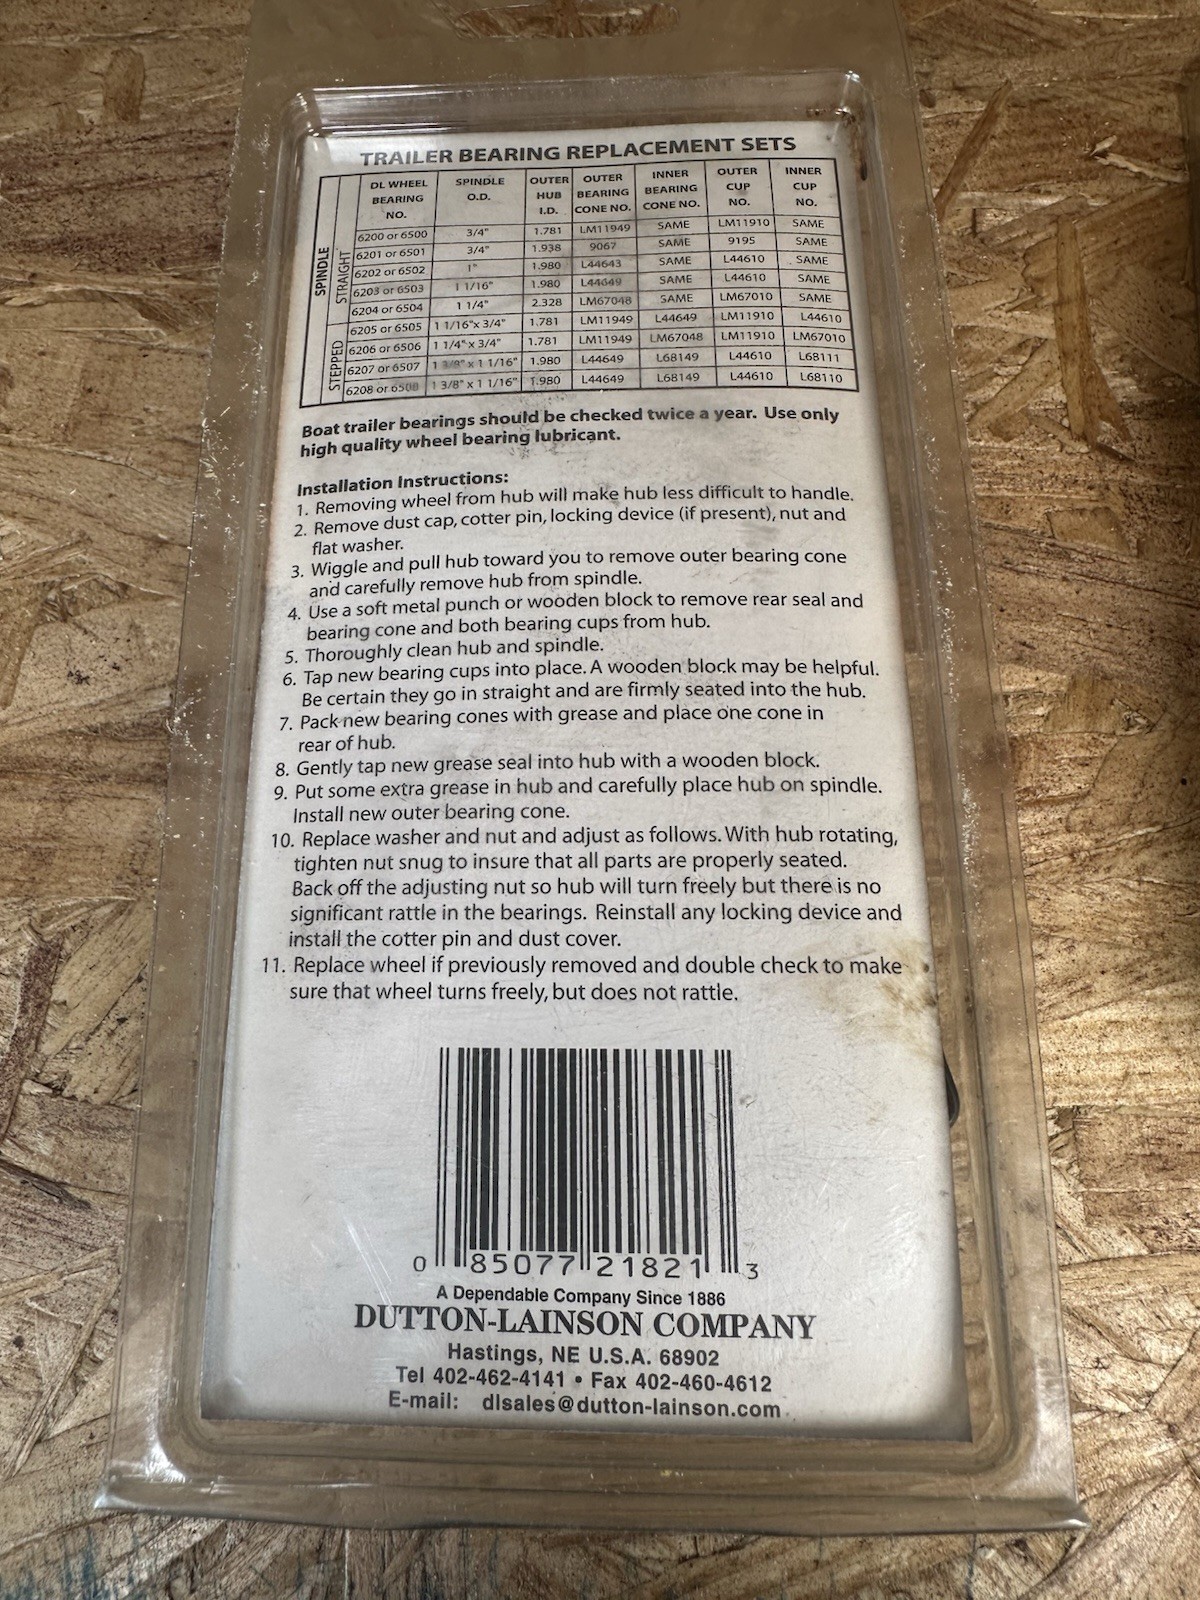 TRAILER BEARING REPLACEMENT SETS
SPINDLE
STRAIGHT
STEPPED
DL WHEEL BEARING NO. SPINDLE O.D. OUTER HUB I.D. OUTER BEARING CONE NO. INNER BEARING CONE NO. OUTER CUP NO. INNER CUP NO.
6200 or 6500 3/4" 1.781 LM11949 SAME LM11910 SAME
6201 or 6501 3/4" 1.938 9067 SAME 9195 SAME
6202 or 6502 1" 1.980 L44643 SAME L44610 SAME
6203 or 6503 1 1/16" 1.980 L44649 SAME L44610 SAME
6204 or 6504 1 1/4" 2.328 LM67048 SAME LM67010 SAME
6205 or 6505 1 1/16"x 3/4" 1.781 LM11949 L44649 LM11910 L44610
6206 or 6506 1 1/4"x 3/4" 1.781 LM11949 LM67048 LM11910 LM67010
6207 or 6507 1 3/8" x 1 1/16" 1.980 L44649 L68149 L44610 L68111
6208 or 6508 1 3/8" x 1 1/16" 1.980 L44649 L68149 L44610 L68110
Boat trailer bearings should be checked twice a year. Use only
high quality wheel bearing lubricant.
Installation Instructions:
1. Removing wheel from hub will make hub less difficult to handle.
2. Remove dust cap, cotter pin, locking device (if present), nut and
flat washer.
3. Wiggle and pull hub toward you to remove outer bearing cone
and carefully remove hub from spindle.
4. Use a soft metal punch or wooden block to remove rear seal and
bearing cone and both bearing cups from hub.
5. Thoroughly clean hub and spindle.
6. Tap new bearing cups into place. A wooden block may be helpful.
Be certain they go in straight and are firmly seated into the hub.
7. Pack new bearing cones with grease and place one cone in
rear of hub.
8. Gently tap new grease seal into hub with a wooden block.
9. Put some extra grease in hub and carefully place hub on spindle.
Install new outer bearing cone.
10. Replace washer and nut and adjust as follows. With hub rotating,
tighten nut snug to insure that all parts are properly seated.
Back off the adjusting nut so hub will turn freely but there is no
significant rattle in the bearings. Reinstall any locking device and
install the cotter pin and dust cover.
11. Replace wheel if previously removed and double check to make
sure that wheel turns freely, but does not rattle.
0 85077 21821 3
A Dependable Company Since 1886
DUTTON-LAINSON COMPANY
Hastings, NE U.S.A. 68902
Tel 402-462-4141 • Fax 402-460-4612
E-mail: dlsales@dutton-lainson.com